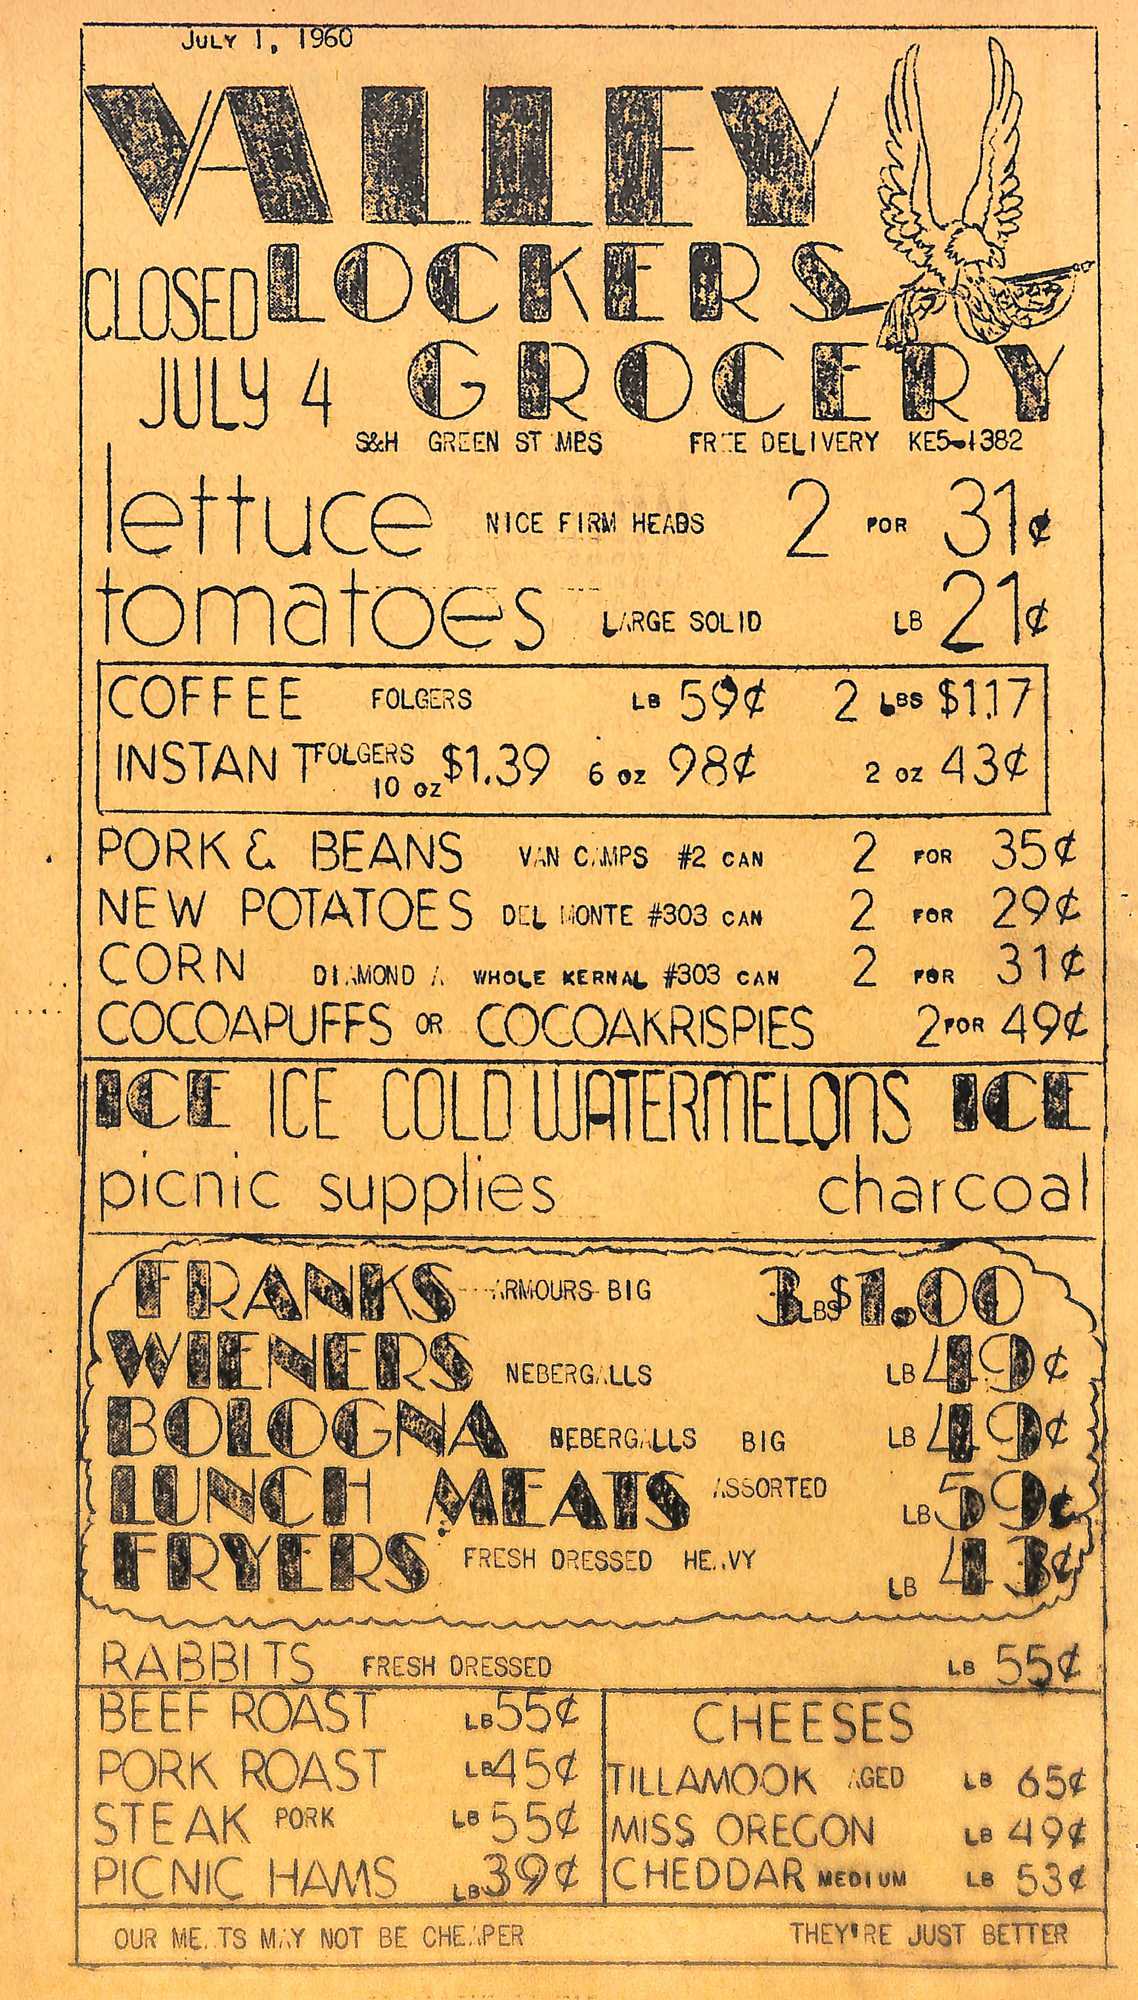 JULY 1, 1960
VALLEY
CLOSED LOCKERS
JULY 4 GROCERY
S&H GREEN ST MPS FREE DELIVERY KE5-1382
lettuce NICE FIRM HEADS 2 FOR 31¢
tomatoes LARGE SOLID LB 21¢
COFFEE FOLGERS LB 59¢ 2 LBS $1.17
INSTANT FOLGERS 10 OZ $1.39 6 OZ 98¢ 2 OZ 43¢
PORK & BEANS VAN CAMPS #2 CAN 2 FOR 35¢
NEW POTATOES DEL MONTE #303 CAN 2 FOR 29¢
CORN DIAMOND A WHOLE KERNAL #303 CAN 2 FOR 31¢
COCOAPUFFS OR COCOAKRISPIES 2 FOR 49¢
ICE ICE COLD WATERMELONS ICE
picnic supplies charcoal
FRANKS ARMOURS BIG 3 LBS $1.00
WIENERS NEBERGALLS LB 49¢
BOLOGNA NEBERGALLS BIG LB 49¢
LUNCH MEATS ASSORTED LB 59¢
FRYERS FRESH DRESSED HEAVY LB 43¢
RABBITS FRESH DRESSED LB 55¢
BEEF ROAST LB 55¢
PORK ROAST LB 45¢
STEAK PORK LB 55¢
PICNIC HAMS LB 39¢
CHEESES
TILLAMOOK AGED LB 65¢
MISS OREGON LB 49¢
CHEDDAR MEDIUM LB 53¢
OUR MEATS MAY NOT BE CHEAPER THEY'RE JUST BETTER